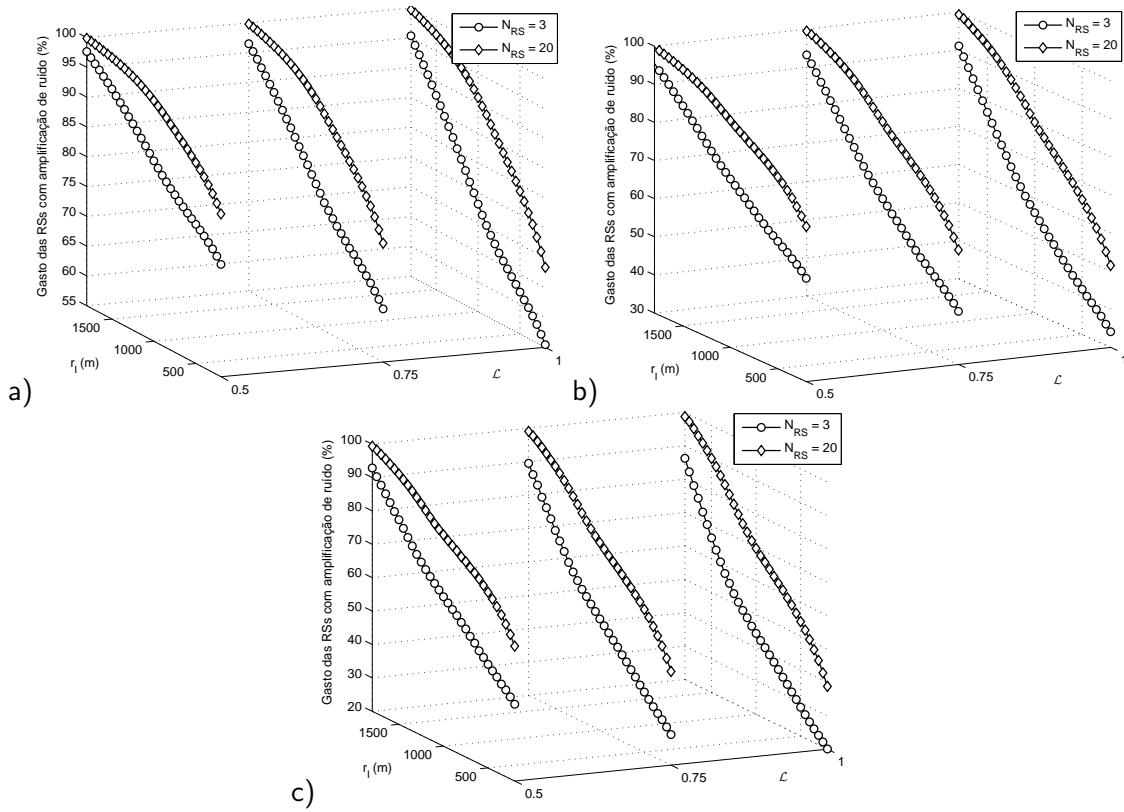 Gasto das RSs com amplificação de ruído (%)
100
95
90
85
80
75
70
65
60
55
1500
1000
500
r_I (m)
0.5
0.75
1
ℒ
N_RS = 3
N_RS = 20
a)
Gasto das RSs com amplificação de ruído (%)
100
90
80
70
60
50
40
30
1500
1000
500
r_I (m)
0.5
0.75
1
ℒ
N_RS = 3
N_RS = 20
b)
Gasto das RSs com amplificação de ruído (%)
100
90
80
70
60
50
40
30
20
1500
1000
500
r_I (m)
0.5
0.75
1
ℒ
N_RS = 3
N_RS = 20
c)